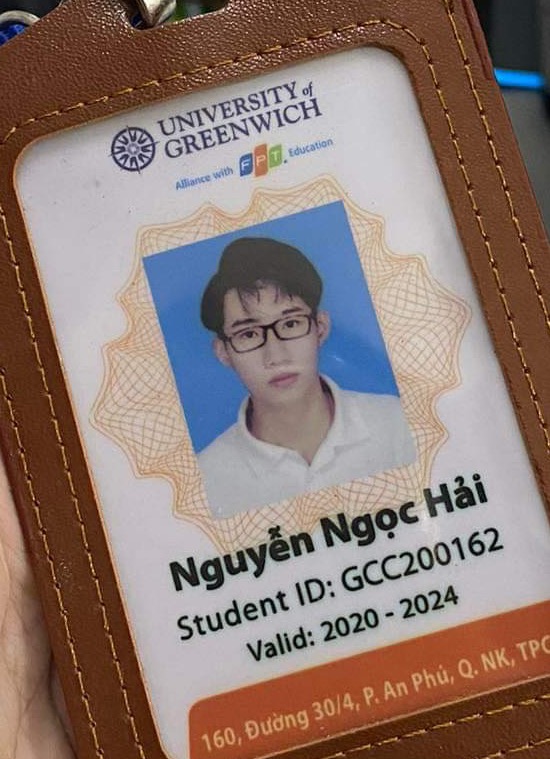 UNIVERSITY of
GREENWICH
Alliance with FPT. Education
Nguyễn Ngọc Hải
Student ID: GCC200162
Valid: 2020 - 2024
160, Đường 30/4, P. An Phú, Q. NK, TPC